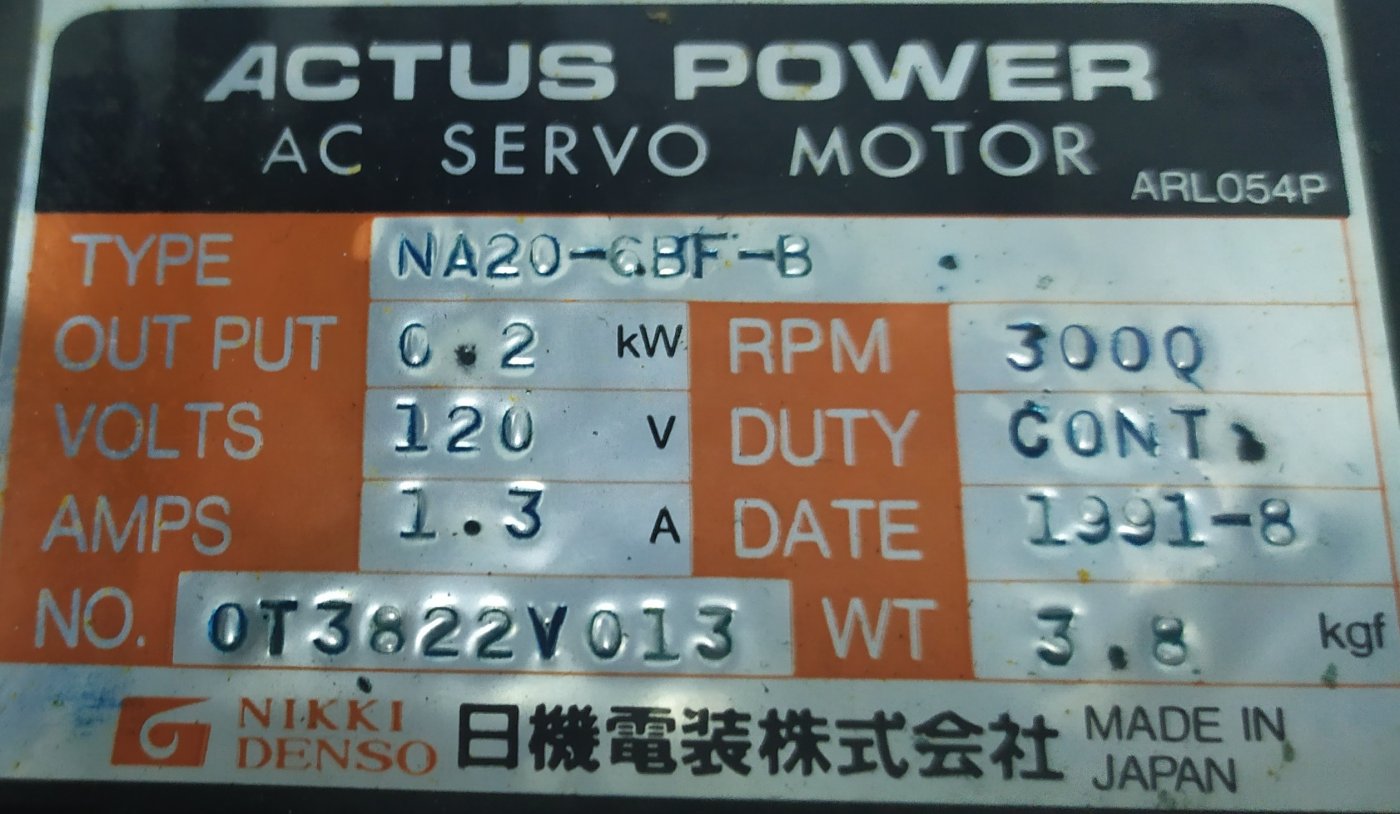 ACTUS POWER
AC SERVO MOTOR
ARL054P
TYPE NA20-6BF-B
OUT PUT 0.2 kW RPM 3000
VOLTS 120 V DUTY CONT.
AMPS 1.3 A DATE 1991-8
NO. 0T3822V013 WT 3.8 kgf
NIKKI DENSO 日機電装株式会社 MADE IN JAPAN